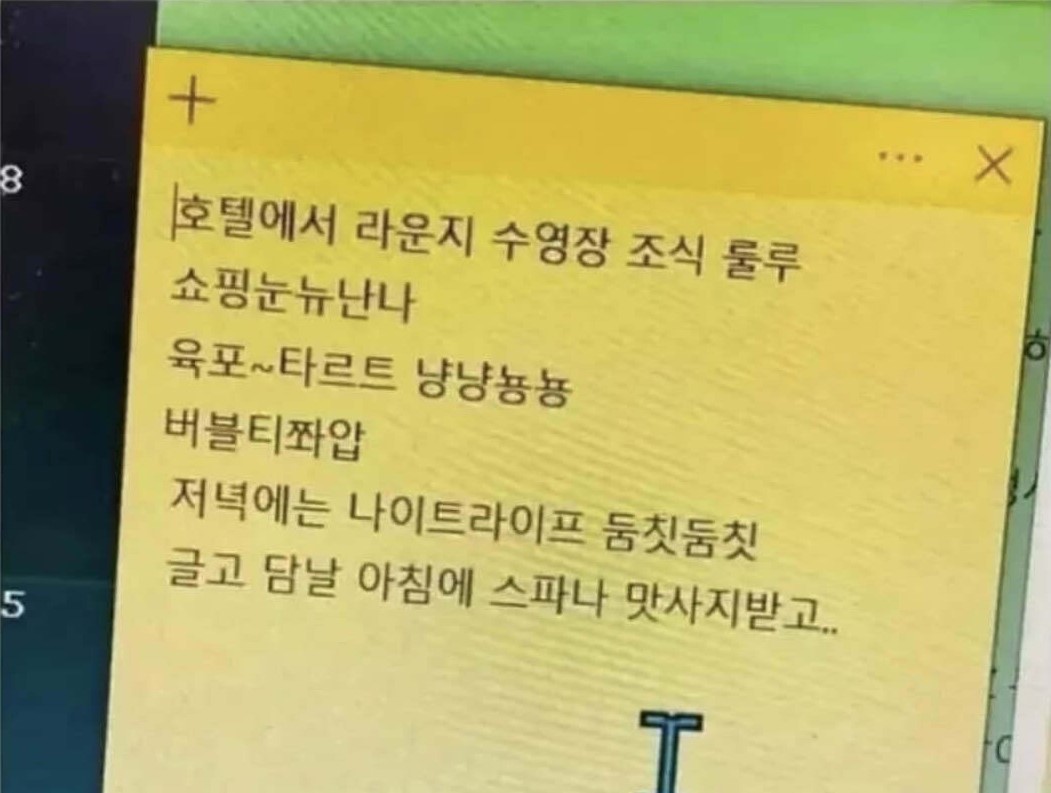 호텔에서 라운지 수영장 조식 룰루
쇼핑눈뉴난나
육포~타르트 냥냥뇽뇽
버블티쫘압
저녁에는 나이트라이프 둠칫둠칫
글고 담날 아침에 스파나 맛사지받고..
8
5